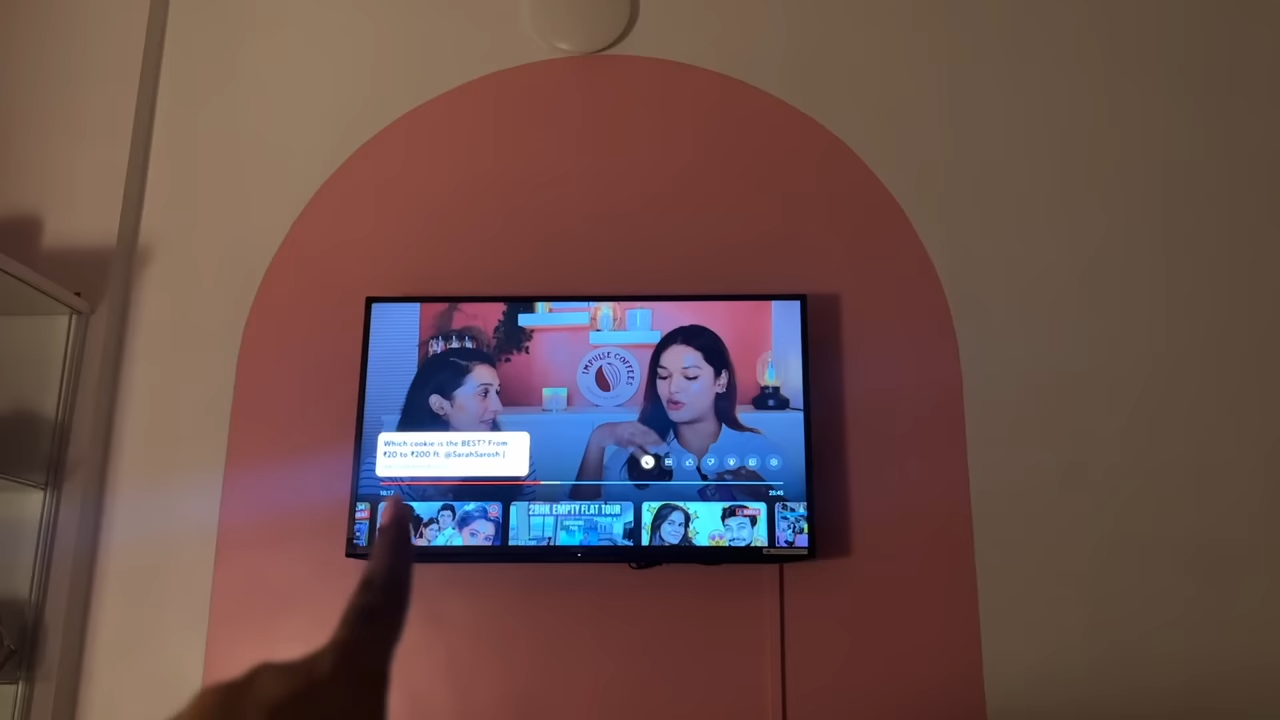 IMPULSE COFFEES
Which cookie is the BEST? From
₹20 to ₹200 ft. @SarahSarosh |
10:17
25:45
2BHK EMPTY FLAT TOUR